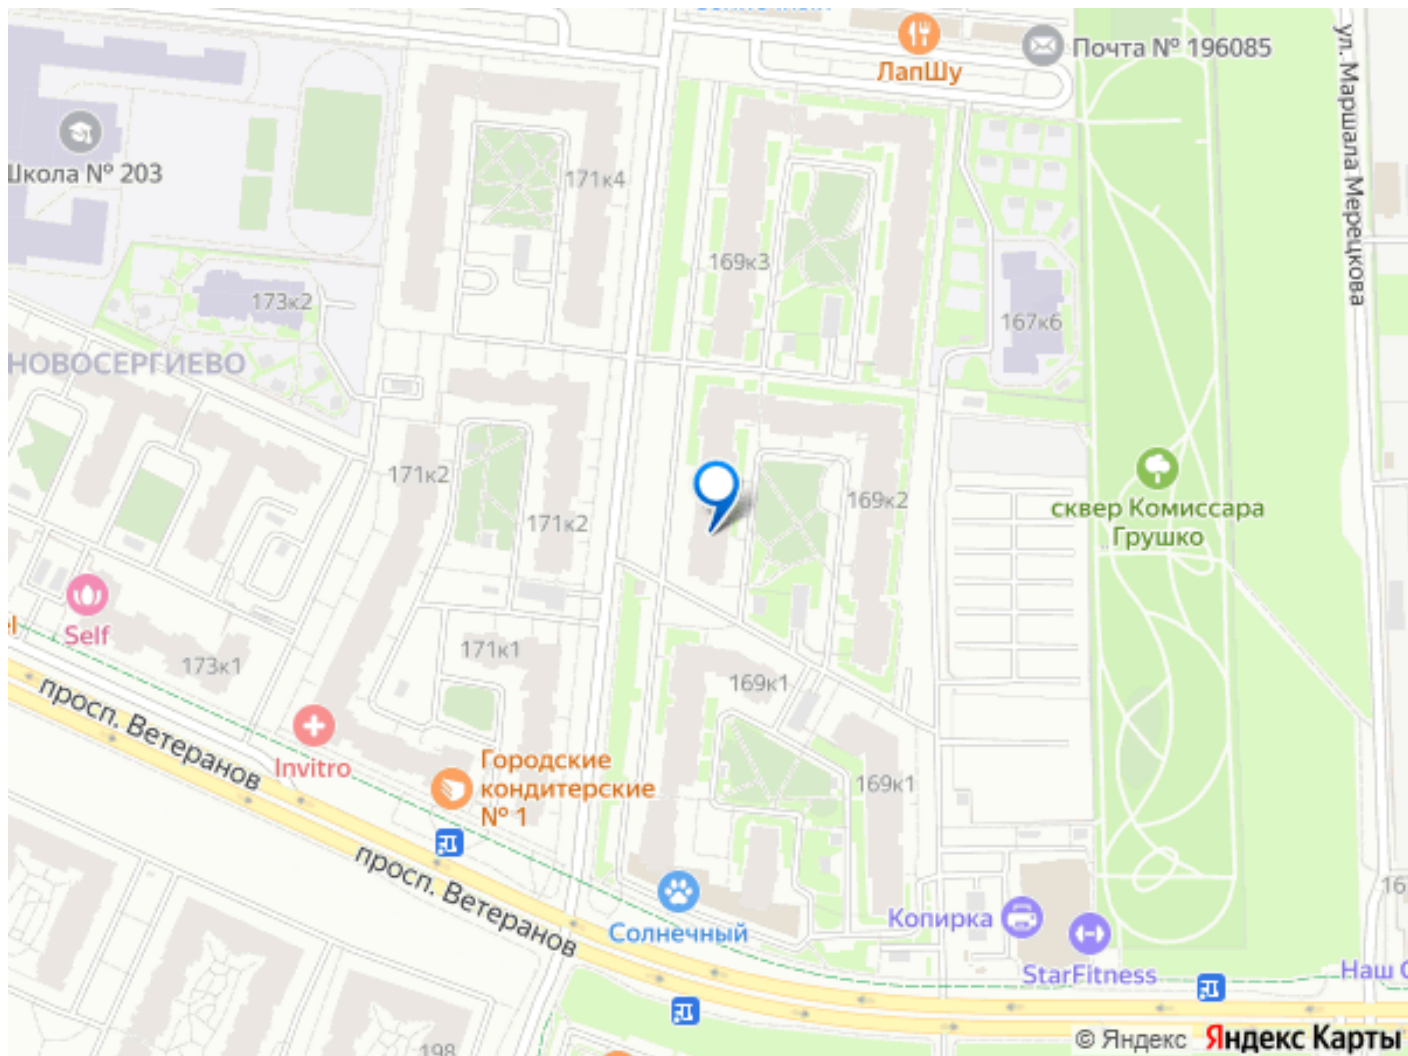 ЛапШу
Почта № 196085
ул. Маршала Мерецкова
Школа № 203
171к4
169к3
173к2
167к6
НОВОСЕРГИЕВО
171к2
169к2
171к2
сквер Комиссара
Грушко
Self
171к1
173к1
169к1
просп. Ветеранов
Invitro
Городские
кондитерские
№ 1
169к1
просп. Ветеранов
Солнечный
Копирка
StarFitness
Наш
198
© Яндекс Яндекс Карты